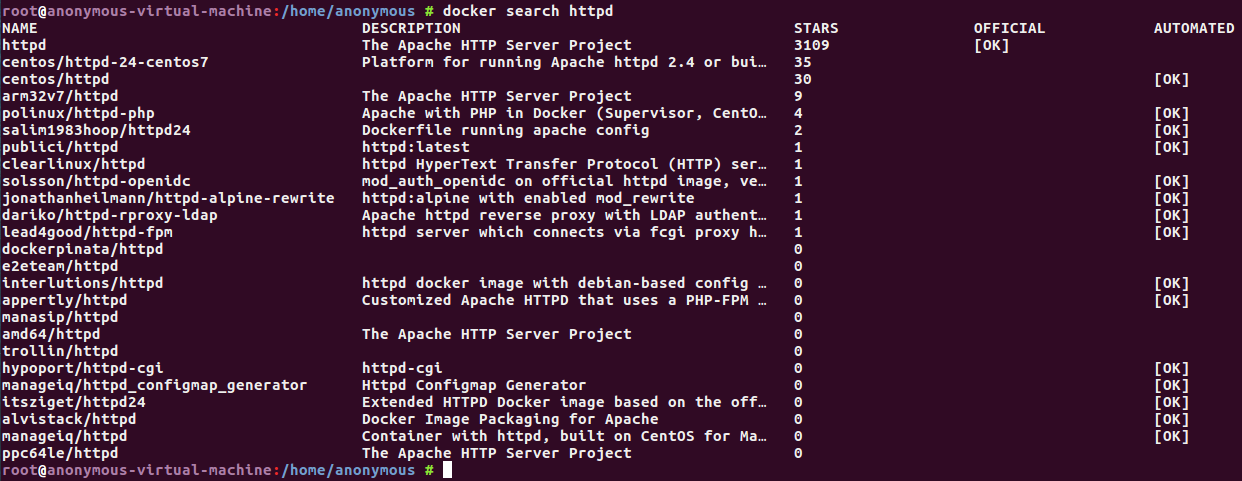 root@anonymous-virtual-machine:/home/anonymous # docker search httpd
NAME DESCRIPTION STARS OFFICIAL AUTOMATED
httpd The Apache HTTP Server Project 3109 [OK]
centos/httpd-24-centos7 Platform for running Apache httpd 2.4 or bui… 35
centos/httpd 30 [OK]
arm32v7/httpd The Apache HTTP Server Project 9
polinux/httpd-php Apache with PHP in Docker (Supervisor, CentO… 4 [OK]
salim1983hoop/httpd24 Dockerfile running apache config 2 [OK]
publici/httpd httpd:latest 1 [OK]
clearlinux/httpd httpd HyperText Transfer Protocol (HTTP) ser… 1
solsson/httpd-openidc mod_auth_openidc on official httpd image, ve… 1 [OK]
jonathanheilmann/httpd-alpine-rewrite httpd:alpine with enabled mod_rewrite 1 [OK]
dariko/httpd-rproxy-ldap Apache httpd reverse proxy with LDAP authent… 1 [OK]
lead4good/httpd-fpm httpd server which connects via fcgi proxy h… 1 [OK]
dockerpinata/httpd 0
e2eteam/httpd 0
interlutions/httpd httpd docker image with debian-based config … 0 [OK]
appertly/httpd Customized Apache HTTPD that uses a PHP-FPM … 0 [OK]
manasip/httpd 0
amd64/httpd The Apache HTTP Server Project 0
trollin/httpd 0
hypoport/httpd-cgi httpd-cgi 0 [OK]
manageiq/httpd_configmap_generator Httpd Configmap Generator 0 [OK]
itsziget/httpd24 Extended HTTPD Docker image based on the off… 0 [OK]
alvistack/httpd Docker Image Packaging for Apache 0 [OK]
manageiq/httpd Container with httpd, built on CentOS for Ma… 0 [OK]
ppc64le/httpd The Apache HTTP Server Project 0
root@anonymous-virtual-machine:/home/anonymous #